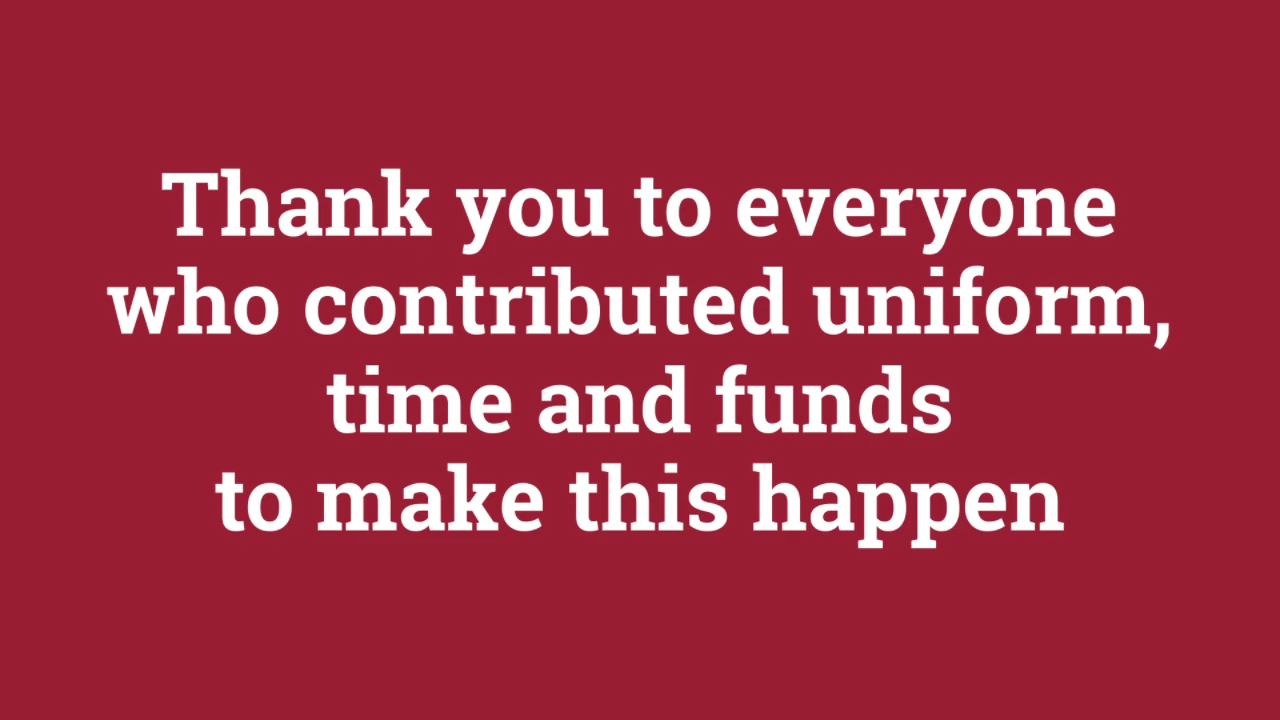 Thank you to everyone
who contributed uniform,
time and funds
to make this happen